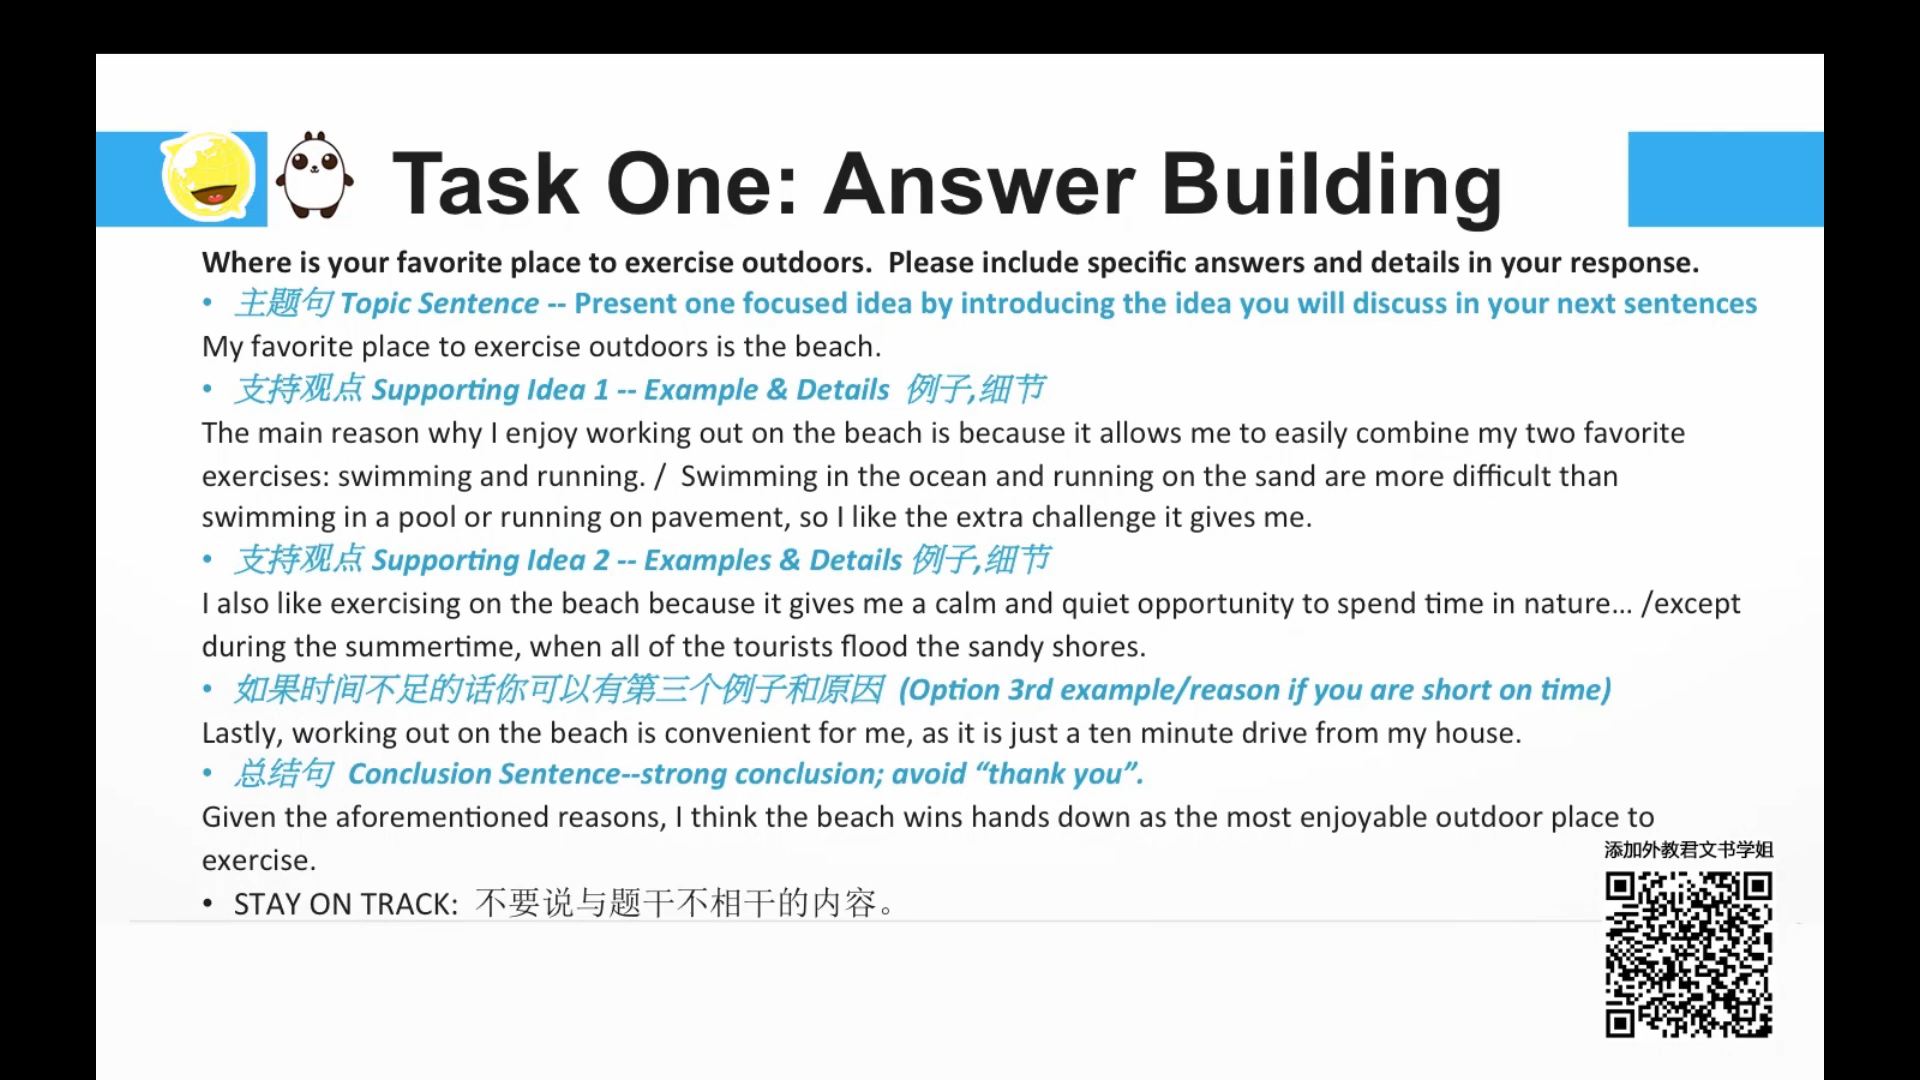 Task One: Answer Building
Where is your favorite place to exercise outdoors.  Please include specific answers and details in your response.
• 主题句 Topic Sentence -- Present one focused idea by introducing the idea you will discuss in your next sentences
My favorite place to exercise outdoors is the beach.
• 支持观点 Supporting Idea 1 -- Example & Details  例子,细节
The main reason why I enjoy working out on the beach is because it allows me to easily combine my two favorite
exercises: swimming and running. /  Swimming in the ocean and running on the sand are more difficult than
swimming in a pool or running on pavement, so I like the extra challenge it gives me.
• 支持观点 Supporting Idea 2 -- Examples & Details 例子,细节
I also like exercising on the beach because it gives me a calm and quiet opportunity to spend time in nature... /except
during the summertime, when all of the tourists flood the sandy shores.
• 如果时间不足的话你可以有第三个例子和原因  (Option 3rd example/reason if you are short on time)
Lastly, working out on the beach is convenient for me, as it is just a ten minute drive from my house.
• 总结句  Conclusion Sentence--strong conclusion; avoid “thank you”.
Given the aforementioned reasons, I think the beach wins hands down as the most enjoyable outdoor place to
exercise.
添加外教君文书学姐
• STAY ON TRACK:  不要说与题干不相干的内容。